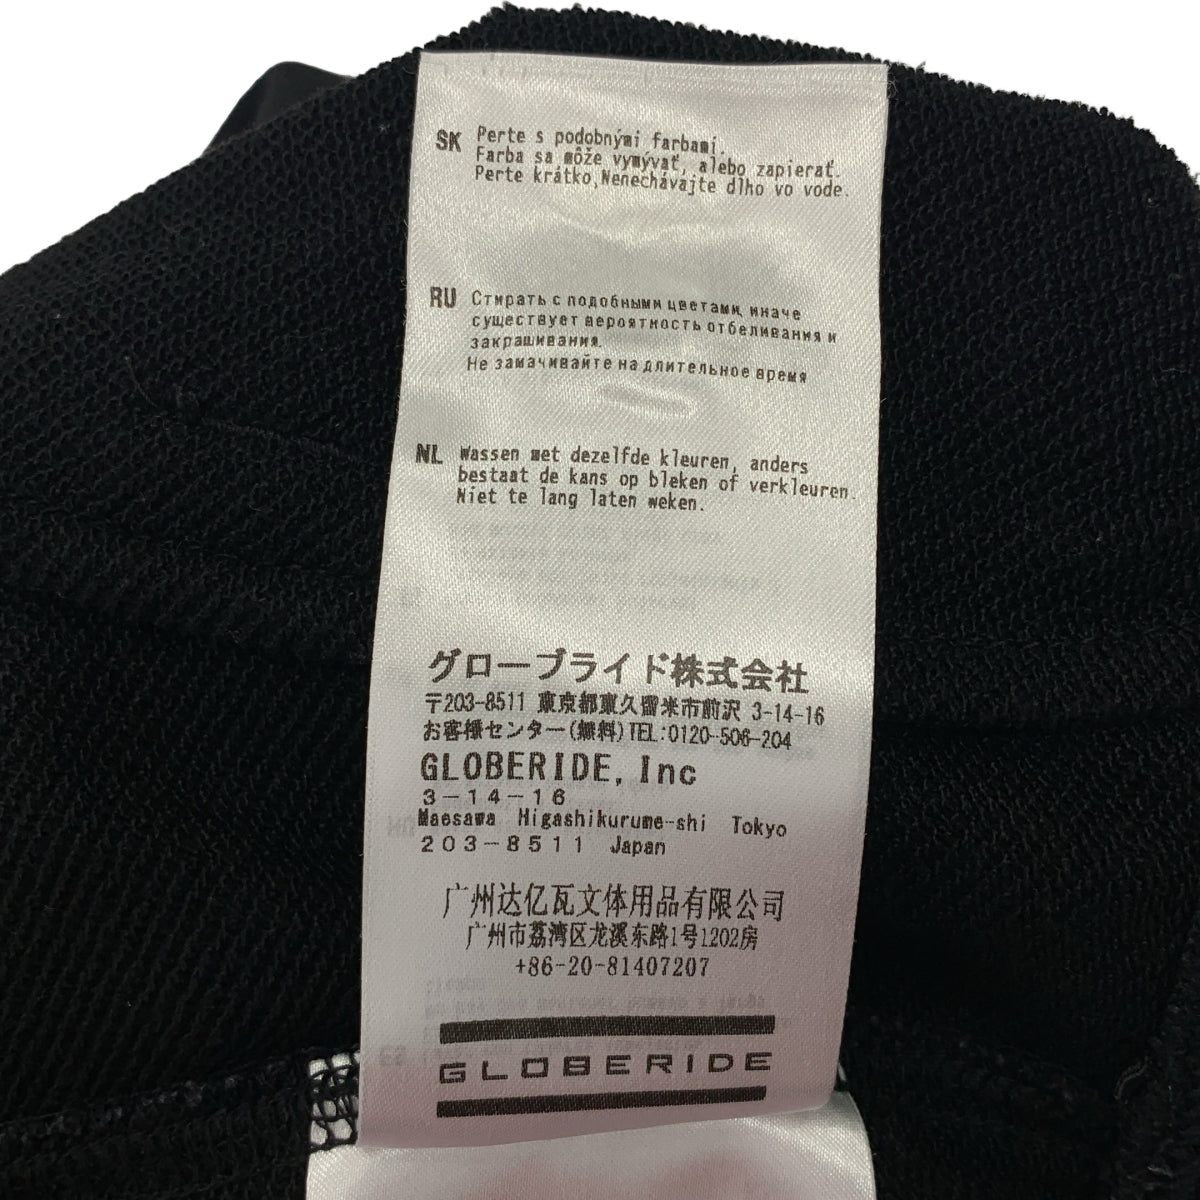 SK Perte s podobnými farbami.
Farba sa môže vymývať, alebo zapierať.
Perte krátko,Nenechávajte dlho vo vode.
RU Стирать с подобными цветами, иначе
существует вероятность отбеливания и
закрашивания.
Не замачивайте на длительное время
NL Wassen met dezelfde kleuren, anders
bestaat de kans op bleken of verkleuren.
Niet te lang laten weken.
グローブライド株式会社
〒203-8511 東京都東久留米市前沢 3-14-16
お客様センター(無料)TEL:0120-506-204
GLOBERIDE, Inc
3-14-16
Maesawa Higashikurume-shi Tokyo
203-8511 Japan
广州达亿瓦文体用品有限公司
广州市荔湾区龙溪东路1号1202房
+86-20-81407207
GLOBERIDE